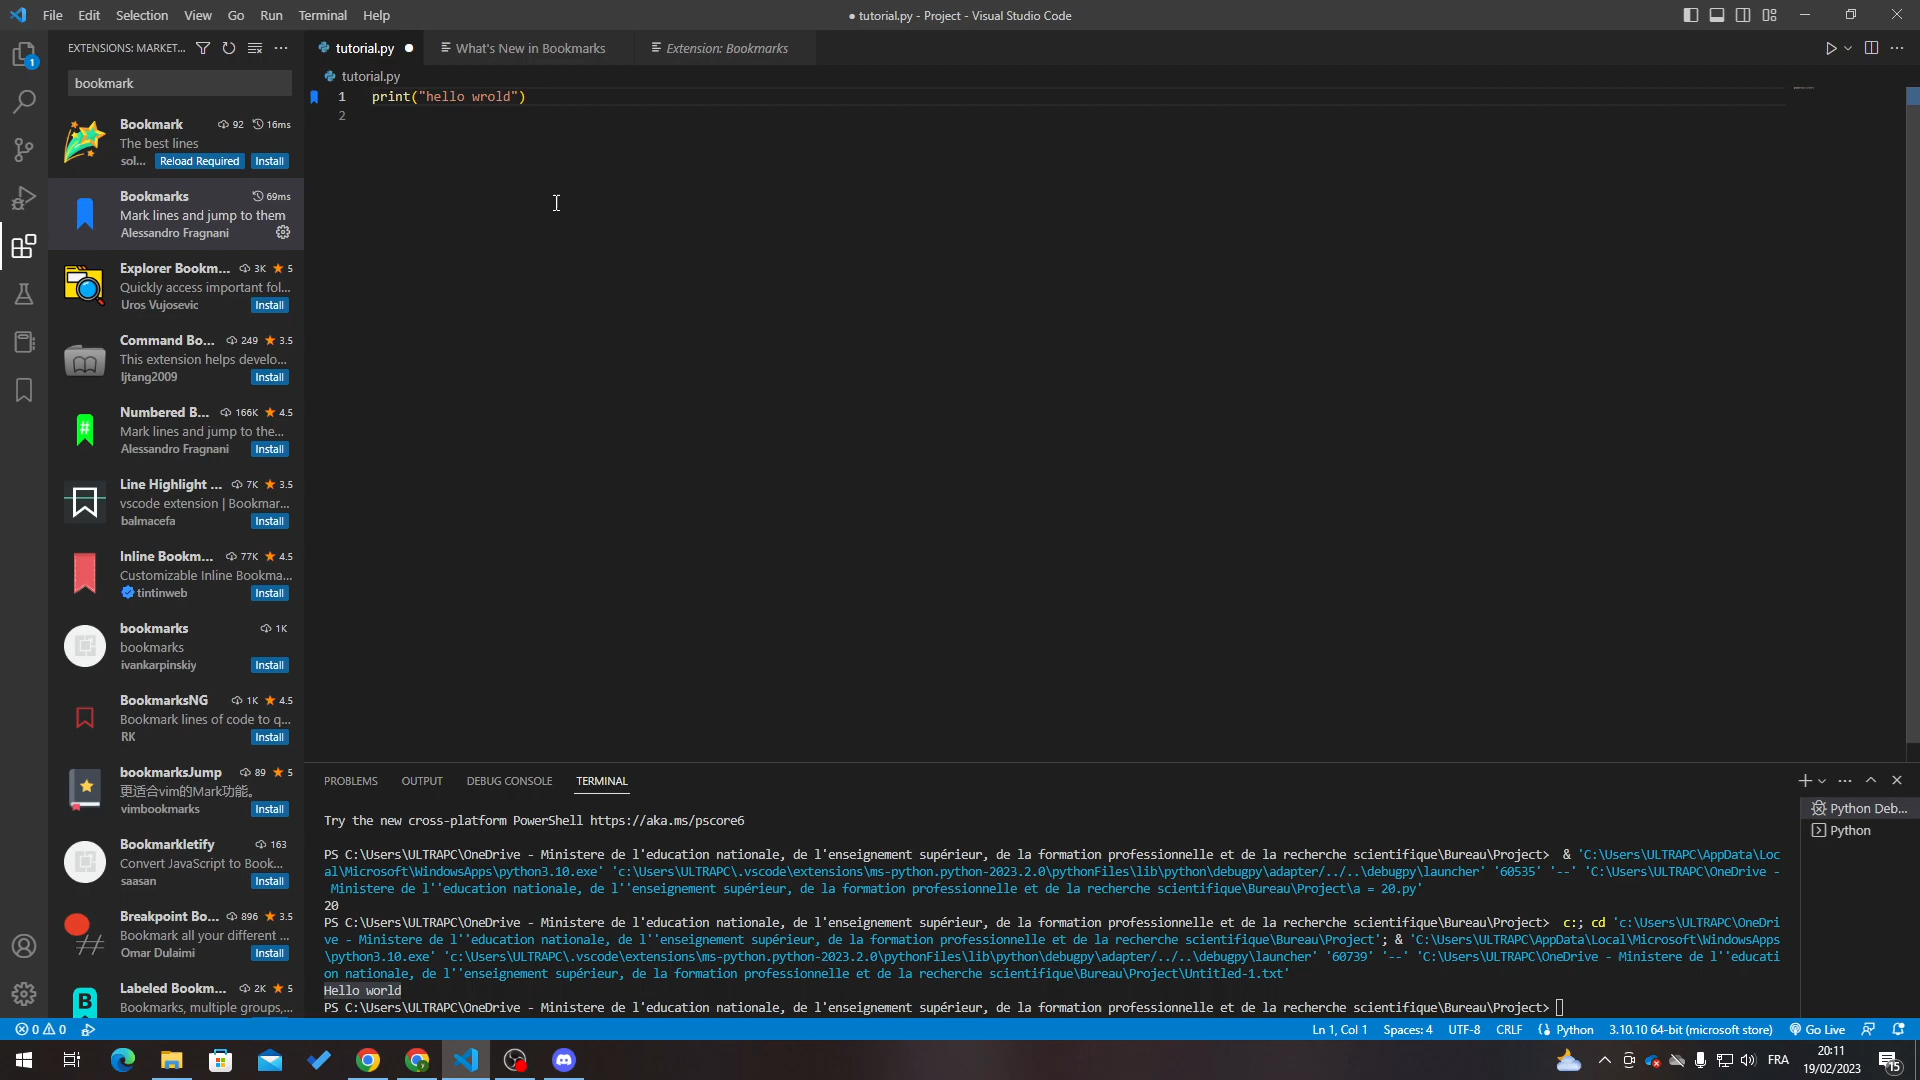 File Edit Selection View Go Run Terminal Help
● tutorial.py - Project - Visual Studio Code
EXTENSIONS: MARKET...
bookmark
Bookmark 92 16ms
The best lines
sol... Reload Required Install
Bookmarks 69ms
Mark lines and jump to them
Alessandro Fragnani
Explorer Bookm... 3K 5
Quickly access important fol...
Uros Vujosevic Install
Command Bo... 249 3.5
This extension helps develo...
ljtang2009 Install
Numbered B... 166K 4.5
Mark lines and jump to the...
Alessandro Fragnani Install
Line Highlight ... 7K 3.5
vscode extension | Bookmar...
balmacefa Install
Inline Bookm... 77K 4.5
Customizable Inline Bookma...
tintinweb Install
bookmarks 1K
bookmarks
ivankarpinskiy Install
BookmarksNG 1K 4.5
Bookmark lines of code to q...
RK Install
bookmarksJump 89 5
更适合vim的Mark功能。
vimbookmarks Install
Bookmarkletify 163
Convert JavaScript to Book...
saasan Install
Breakpoint Bo... 896 3.5
Bookmark all your different ...
Omar Dulaimi Install
Labeled Bookm... 2K 5
Bookmarks, multiple groups,...
tutorial.py What's New in Bookmarks Extension: Bookmarks
tutorial.py
1 print("hello wrold")
2
PROBLEMS OUTPUT DEBUG CONSOLE TERMINAL
Try the new cross-platform PowerShell https://aka.ms/pscore6
PS C:\Users\ULTRAPC\OneDrive - Ministere de l'education nationale, de l'enseignement supérieur, de la formation professionnelle et de la recherche scientifique\Bureau\Project> & 'C:\Users\ULTRAPC\AppData\Loc
al\Microsoft\WindowsApps\python3.10.exe' 'c:\Users\ULTRAPC\.vscode\extensions\ms-python.python-2023.2.0\pythonFiles\lib\python\debugpy\adapter/../..\debugpy\launcher' '60535' '--' 'C:\Users\ULTRAPC\OneDrive -
Ministere de l''education nationale, de l''enseignement supérieur, de la formation professionnelle et de la recherche scientifique\Bureau\Project\a = 20.py'
20
PS C:\Users\ULTRAPC\OneDrive - Ministere de l'education nationale, de l'enseignement supérieur, de la formation professionnelle et de la recherche scientifique\Bureau\Project> c:; cd 'c:\Users\ULTRAPC\OneDri
ve - Ministere de l''education nationale, de l''enseignement supérieur, de la formation professionnelle et de la recherche scientifique\Bureau\Project'; & 'C:\Users\ULTRAPC\AppData\Local\Microsoft\WindowsApps
\python3.10.exe' 'c:\Users\ULTRAPC\.vscode\extensions\ms-python.python-2023.2.0\pythonFiles\lib\python\debugpy\adapter/../..\debugpy\launcher' '60739' '--' 'C:\Users\ULTRAPC\OneDrive - Ministere de l''educati
on nationale, de l''enseignement supérieur, de la formation professionnelle et de la recherche scientifique\Bureau\Project\Untitled-1.txt'
Hello world
PS C:\Users\ULTRAPC\OneDrive - Ministere de l'education nationale, de l'enseignement supérieur, de la formation professionnelle et de la recherche scientifique\Bureau\Project>
Python Deb...
Python
0 0 Ln 1, Col 1 Spaces: 4 UTF-8 CRLF Python 3.10.10 64-bit (microsoft store) Go Live
FRA
20:11
19/02/2023
15
1